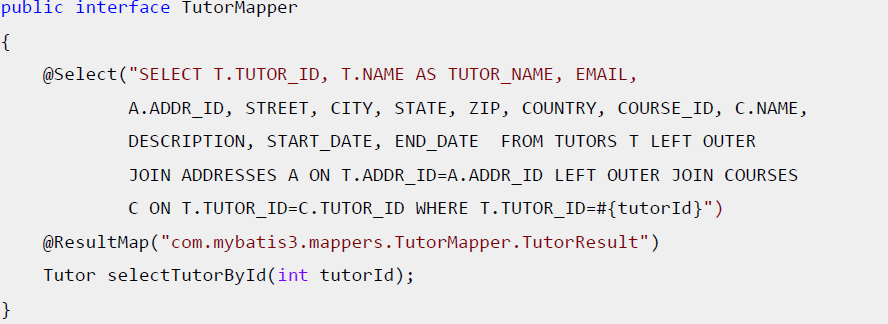 public interface TutorMapper
{
@Select("SELECT T.TUTOR_ID, T.NAME AS TUTOR_NAME, EMAIL,
A.ADDR_ID, STREET, CITY, STATE, ZIP, COUNTRY, COURSE_ID, C.NAME,
DESCRIPTION, START_DATE, END_DATE  FROM TUTORS T LEFT OUTER
JOIN ADDRESSES A ON T.ADDR_ID=A.ADDR_ID LEFT OUTER JOIN COURSES
C ON T.TUTOR_ID=C.TUTOR_ID WHERE T.TUTOR_ID=#{tutorId}")
@ResultMap("com.mybatis3.mappers.TutorMapper.TutorResult")
Tutor selectTutorById(int tutorId);
}